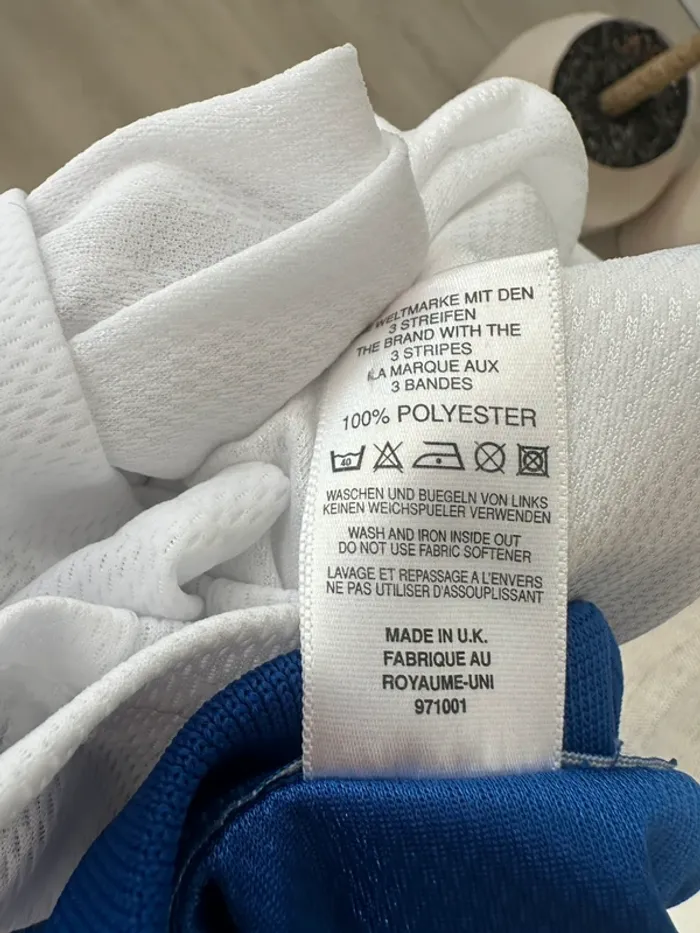 WELTMARKE MIT DEN
3 STREIFEN
THE BRAND WITH THE
3 STRIPES
LA MARQUE AUX
3 BANDES
100% POLYESTER
40
WASCHEN UND BUEGELN VON LINKS
KEINEN WEICHSPUELER VERWENDEN
WASH AND IRON INSIDE OUT
DO NOT USE FABRIC SOFTENER
LAVAGE ET REPASSAGE A L'ENVERS
NE PAS UTILISER D'ASSOUPLISSANT
MADE IN U.K.
FABRIQUE AU
ROYAUME-UNI
971001